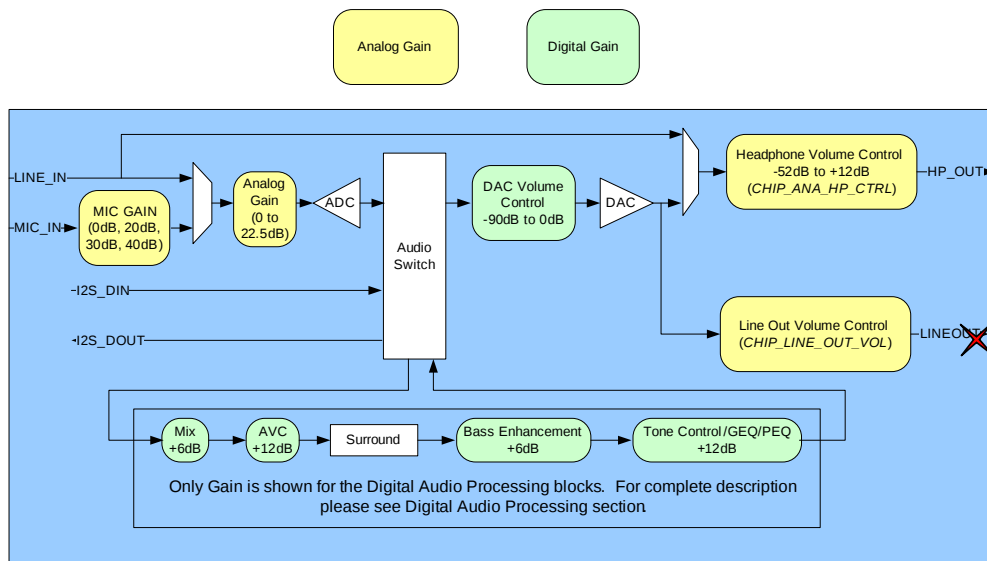 Analog Gain
Digital Gain
LINE_IN
MIC_IN
MIC GAIN
(0dB, 20dB,
30dB, 40dB)
Analog
Gain
(0 to
22.5dB)
ADC
Audio
Switch
DAC Volume
Control
-90dB to 0dB
DAC
Headphone Volume Control
-52dB to +12dB
(CHIP_ANA_HP_CTRL)
HP_OUT
I2S_DIN
I2S_DOUT
Line Out Volume Control
(CHIP_LINE_OUT_VOL)
LINEOUT
Mix
+6dB
AVC
+12dB
Surround
Bass Enhancement
+6dB
Tone Control/GEQ/PEQ
+12dB
Only Gain is shown for the Digital Audio Processing blocks. For complete description
please see Digital Audio Processing section.